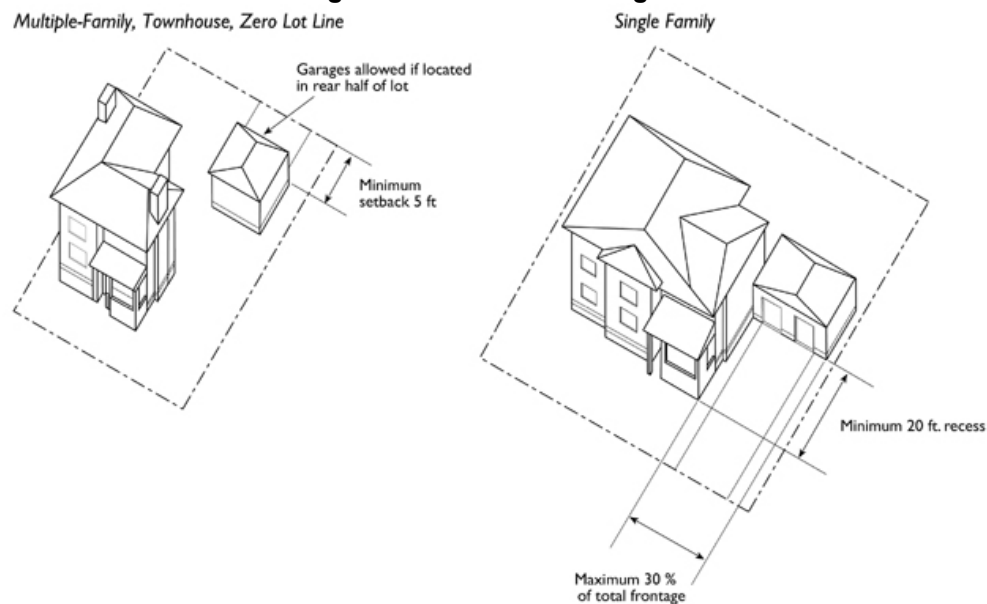 Multiple-Family, Townhouse, Zero Lot Line
Single Family
Garages allowed if located
in rear half of lot
Minimum
setback 5 ft
Minimum 20 ft. recess
Maximum 30 %
of total frontage